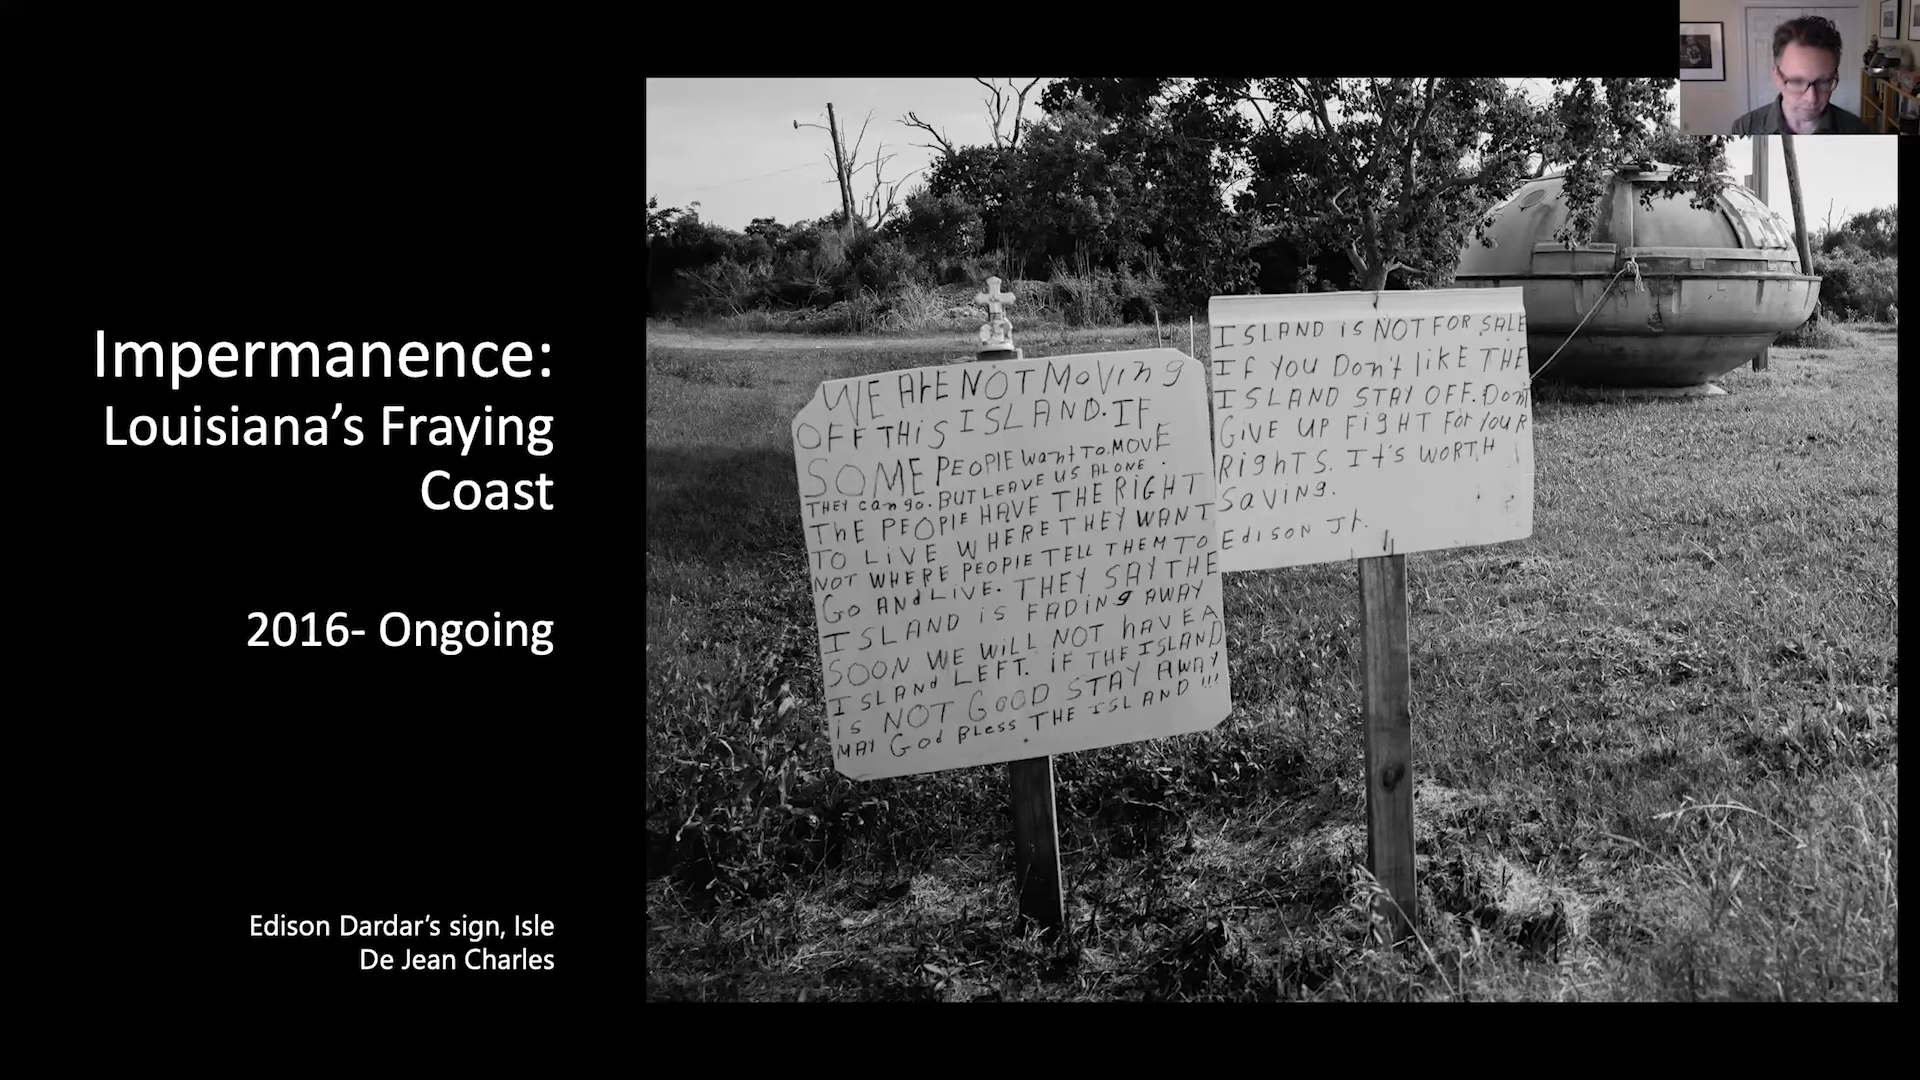 Impermanence:
Louisiana’s Fraying
Coast
2016- Ongoing
Edison Dardar’s sign, Isle
De Jean Charles
WE ArE NOT MoVing
OFF THiS ISLAND. IF
SOME PEOPIE WanT TO MOVE
THEY can go. BUT LEAVE US ALONE.
ThE PEOPIE HAVE THE RiGHT
TO LiVE WHERE THEY WANT
NOT WHERE PEOPIE TELL THEM TO
Go ANd LIVE. THEY SAY THE
ISLAND iS FADiNg AWAY
SOON WE WiLL NOT hAVE A
ISLANd LEFT. iF THE ISLAND
iS NOT GOOD STAY AWAY
MAY God BLess THE ISLAND !!!
ISLAND iS NOT FOR SALE
IF YOU Don't liKE THE
ISLAND STAY OFF. Don't
GiVE UP FigHT For YOUR
RighTS. It's WORTH
SaViNg.
EdisoN Jr.